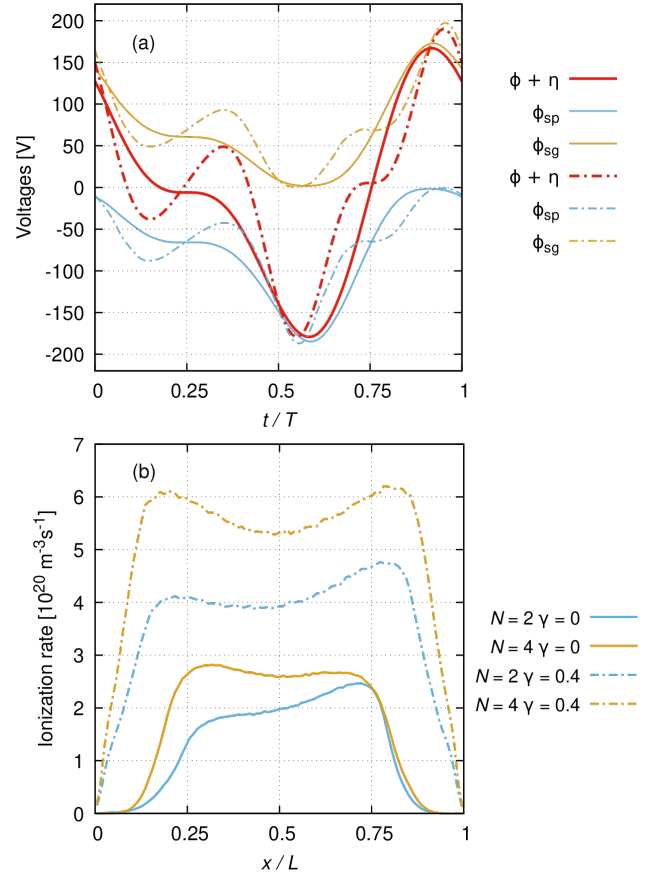 (a)
Voltages [V]
200
150
100
50
0
-50
-100
-150
-200
0
0.25
0.5
0.75
1
t / T
ϕ + η
ϕsp
ϕsg
ϕ + η
ϕsp
ϕsg
(b)
Ionization rate [10²⁰ m⁻³s⁻¹]
7
6
5
4
3
2
1
0
0
0.25
0.5
0.75
1
x / L
N = 2 γ = 0
N = 4 γ = 0
N = 2 γ = 0.4
N = 4 γ = 0.4